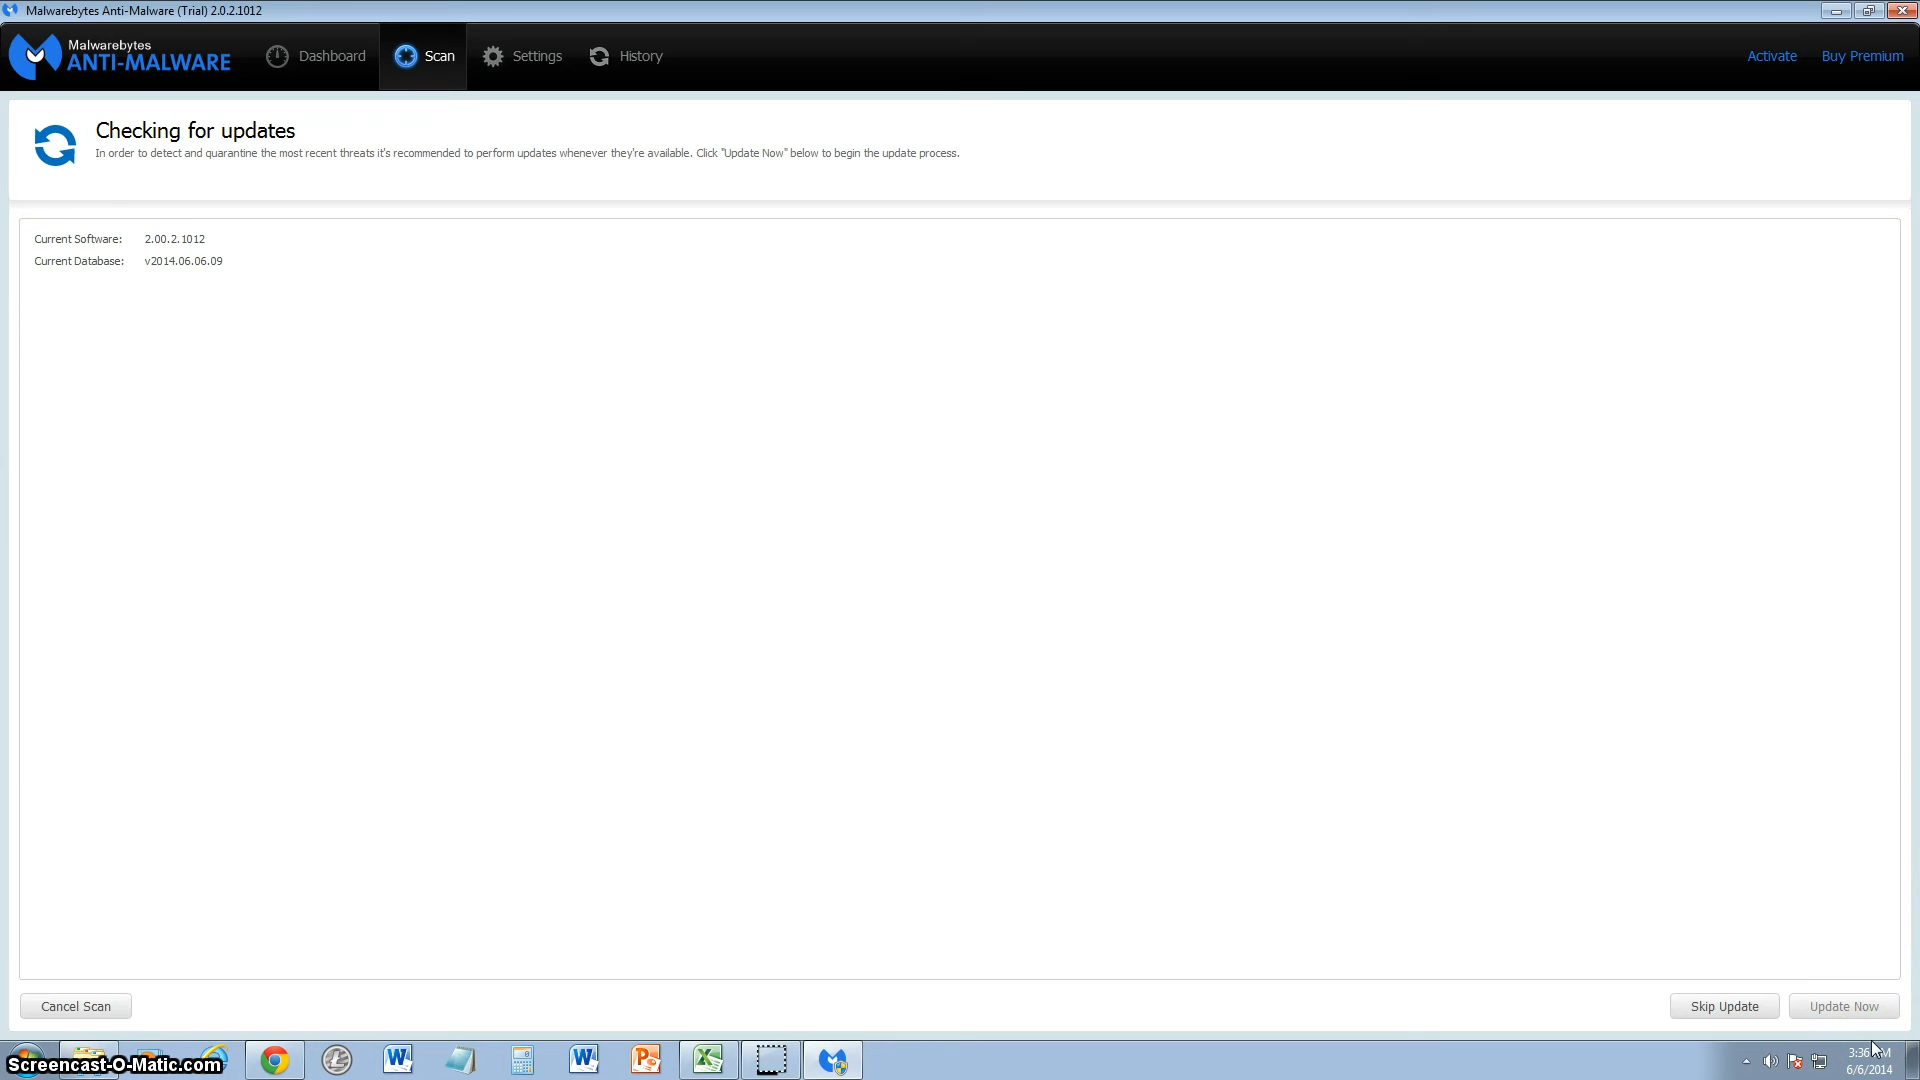 Malwarebytes Anti-Malware (Trial) 2.0.2.1012
Malwarebytes
ANTI-MALWARE
Dashboard
Scan
Settings
History
Activate
Buy Premium
Checking for updates
In order to detect and quarantine the most recent threats it's recommended to perform updates whenever they're available. Click "Update Now" below to begin the update process.
Current Software: 2.00.2.1012
Current Database: v2014.06.06.09
Cancel Scan
Skip Update
Update Now
Screencast-O-Matic.com
3:36
6/6/2014